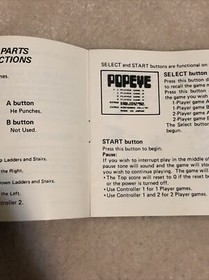 PARTS
CTIONS
nes.
A button
He Punches.
B button
Not Used.
p Ladders and Stairs.
the Right.
own Ladders and Stairs.
the Left.
ntroller 2.
SELECT and START buttons are functional on
POPEYE
SELECT button
Press this button d
to recall the game
Press this button
the game you wish
1-Player game A
1-Player game B
2-Player game A
2-Player game B
The Select button
begun.
START button
Press this button to begin.
Pause:
If you wish to interrupt play in the middle of
pause tone will sound and the game will stop
you wish to continue the game.
• The Top score will reset to 0 if the reset b
or the power is turned off.
• Use Controller 1 for 1 Player games.
• Use Controller 1 and 2 for 2 Player games.